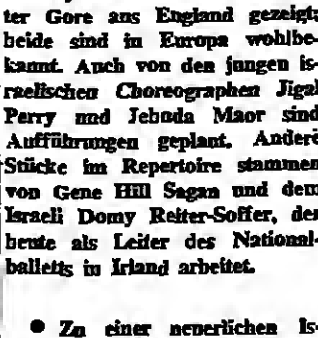 ter Gore aus England gezeigt;
beide sind in Europa wohlbe-
kannt. Auch von den jungen is-
raelischen Choreographen Jigal
Perry und Jehuda Maor sind
Aufführungen geplant. Andere
Stücke im Repertoire stammen
von Gene Hill Sagan und dem
Israeli Domy Reiter-Soffer, der
heute als Leiter des National-
balletts in Irland arbeitet.
● Zu einer neuerlichen Is-